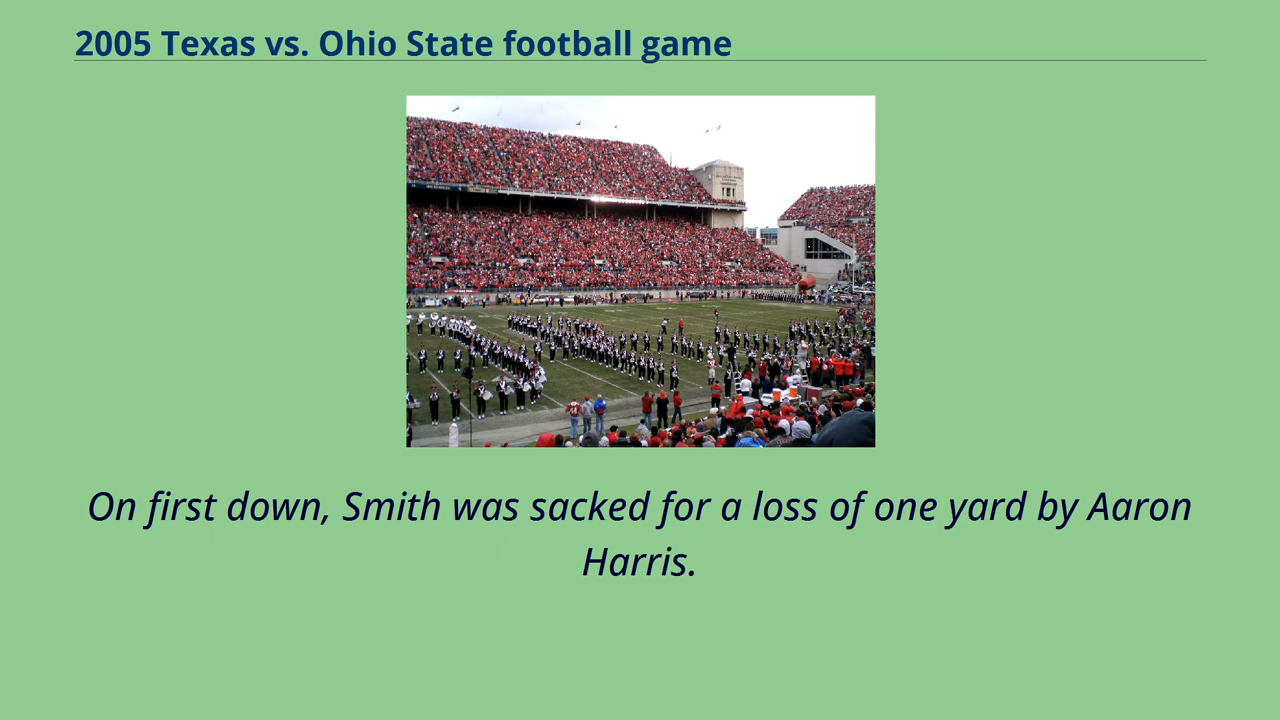 2005 Texas vs. Ohio State football game
On first down, Smith was sacked for a loss of one yard by Aaron
Harris.